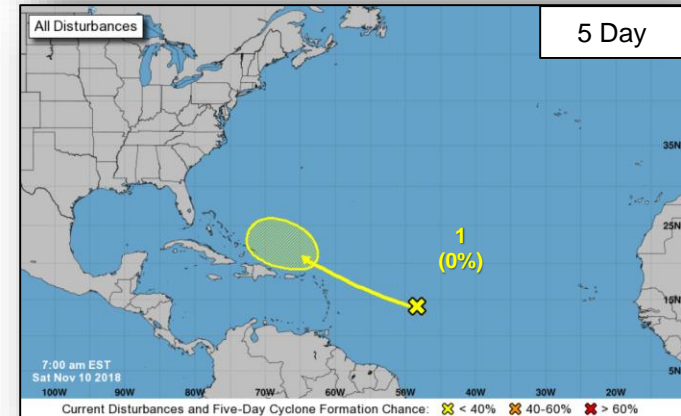 All Disturbances
5 Day
35N
1
(0%)
25N
15N
5N
7:00 am EST
Sat Nov 10 2018
100W 90W 80W 70W 60W 50W 40W 30W 20W
Current Disturbances and Five-Day Cyclone Formation Chance: < 40% 40-60% > 60%